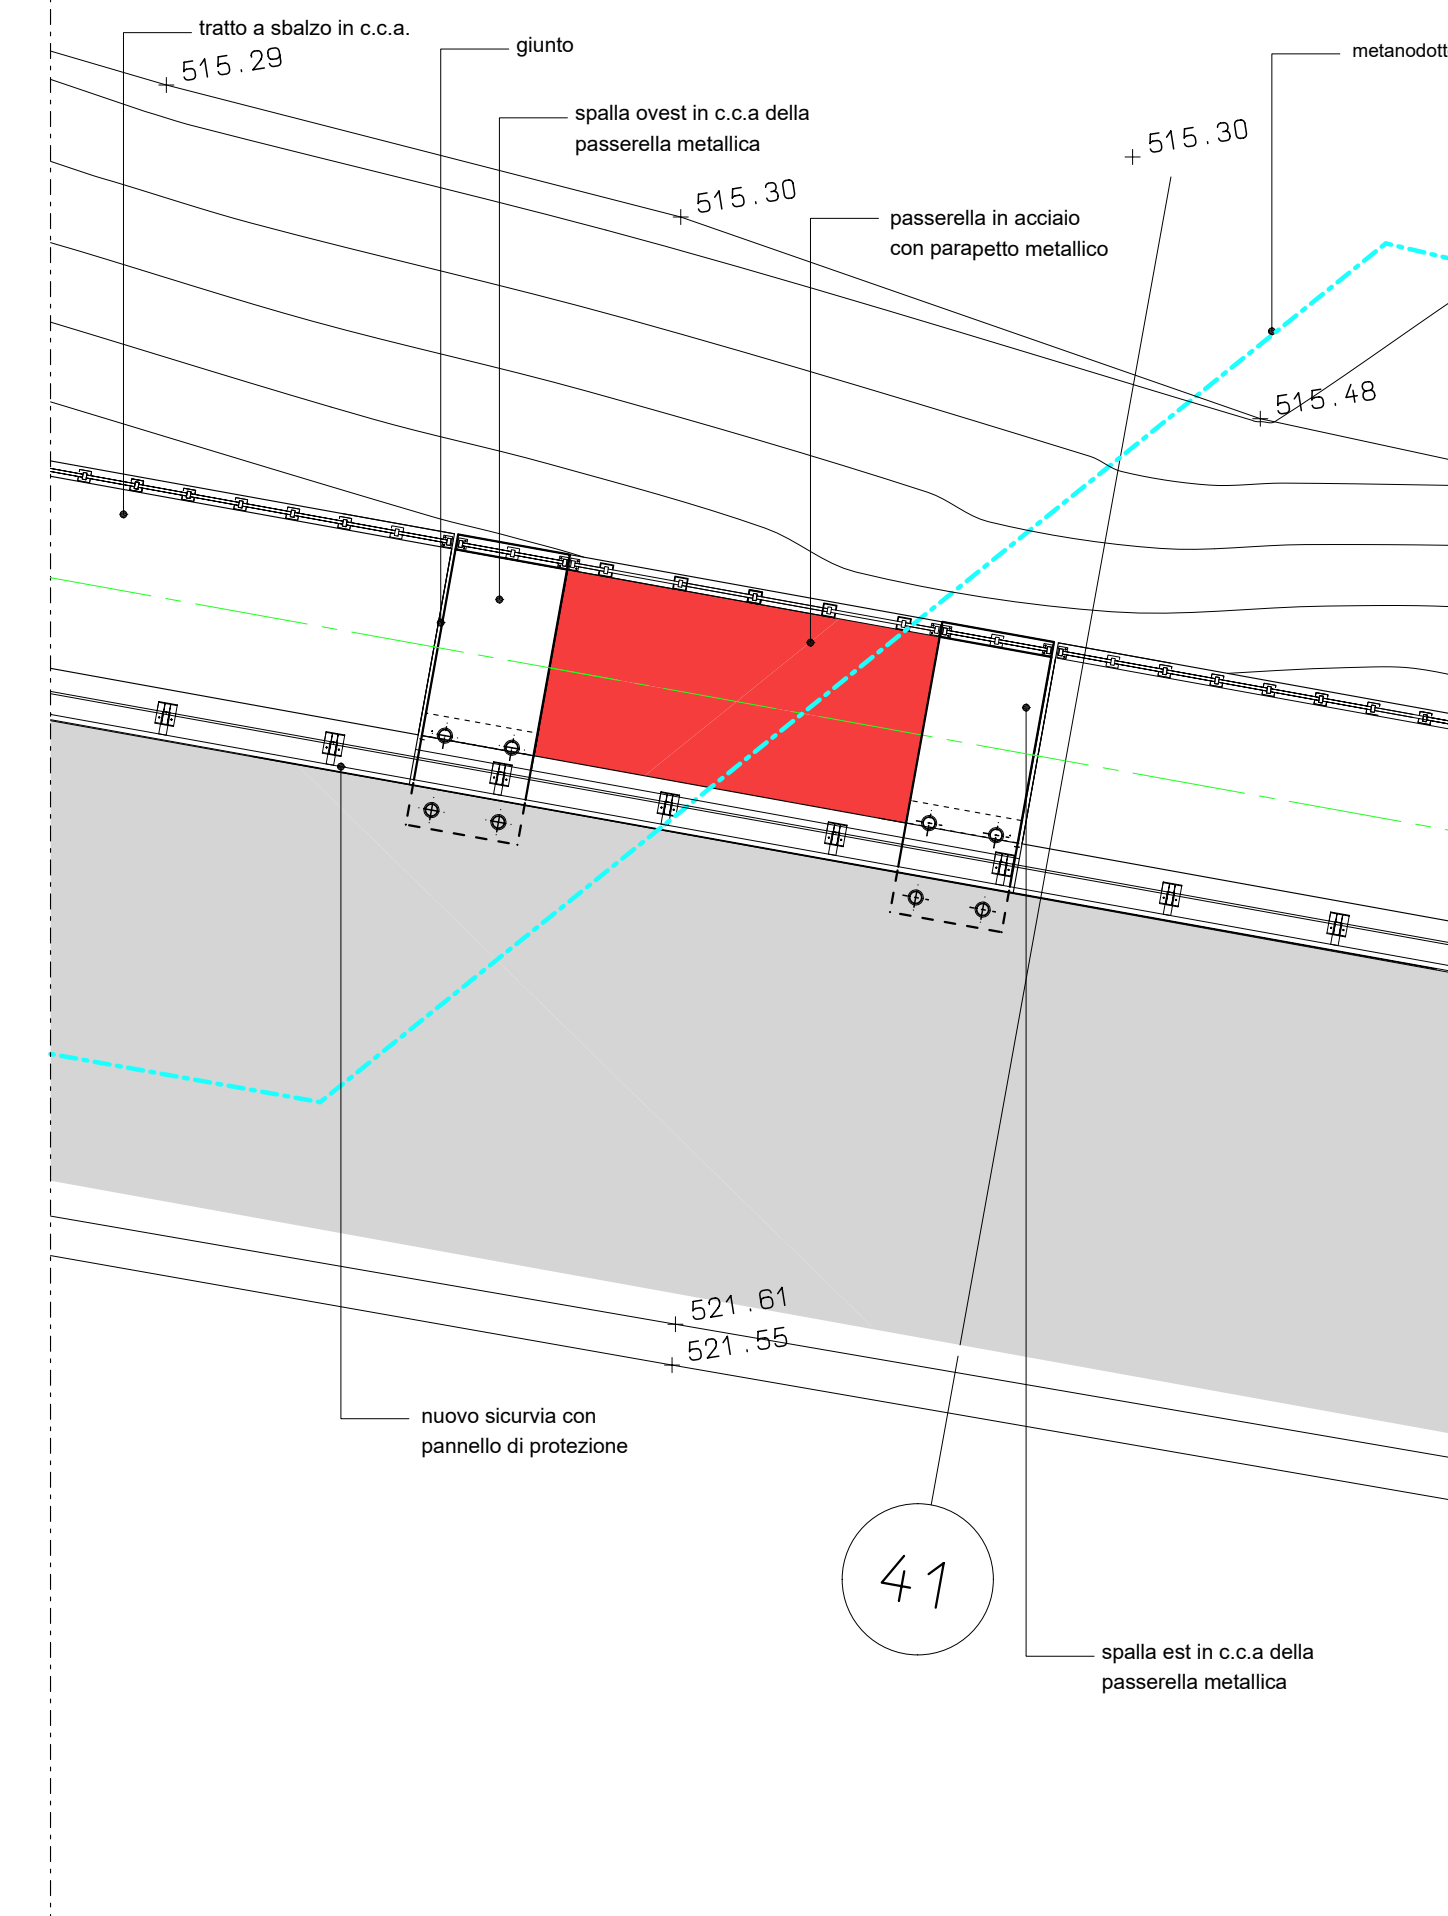 tratto a sbalzo in c.c.a.
giunto
metanodott
515.29
spalla ovest in c.c.a della
passerella metallica
515.30
515.30
passerella in acciaio
con parapetto metallico
515.48
521.61
521.55
nuovo sicurvia con
pannello di protezione
41
spalla est in c.c.a della
passerella metallica